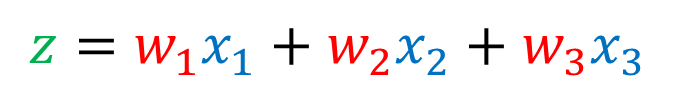 z = w₁x₁ + w₂x₂ + w₃x₃